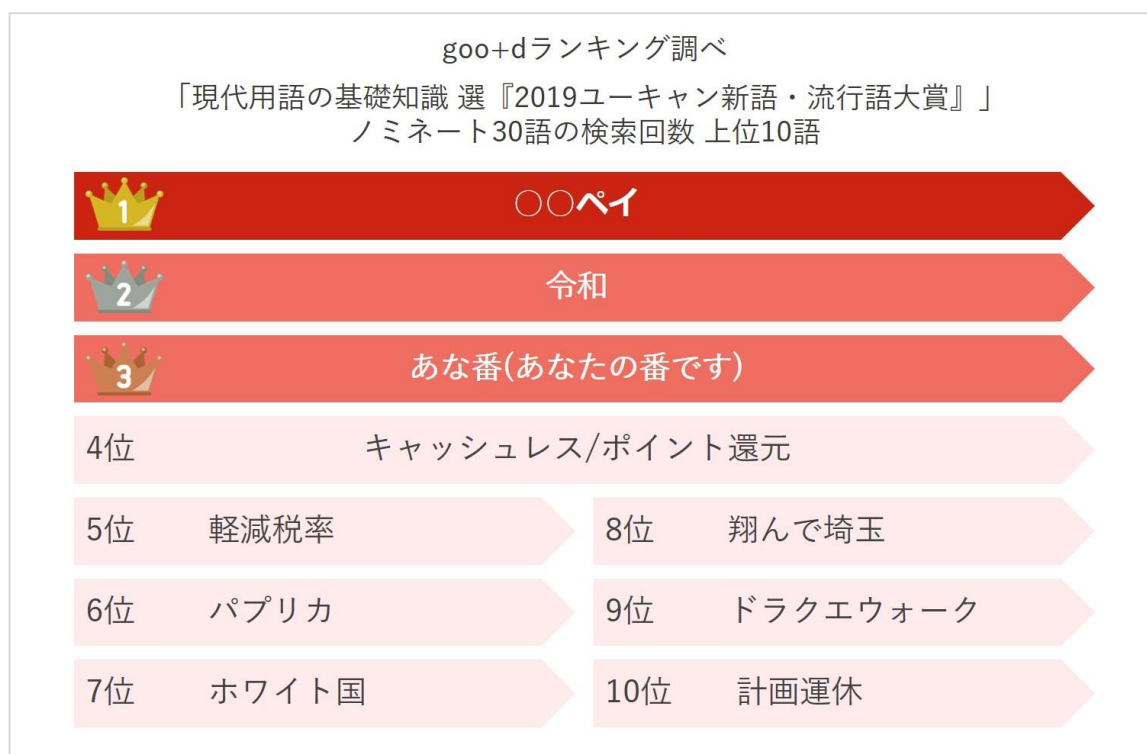 goo+dランキング調べ
「現代用語の基礎知識 選『2019ユーキャン新語・流行語大賞』」
ノミネート30語の検索回数 上位10語
1 ○○ペイ
2 令和
3 あな番(あなたの番です)
4位 キャッシュレス/ポイント還元
5位 軽減税率
6位 パプリカ
7位 ホワイト国
8位 翔んで埼玉
9位 ドラクエウォーク
10位 計画運休